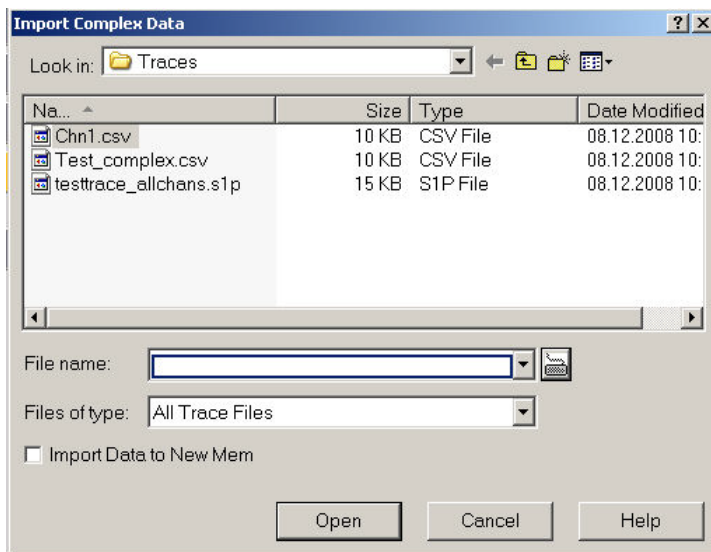 Import Complex Data
Look in: Traces
Na... Size Type Date Modified
Chn1.csv 10 KB CSV File 08.12.2008 10:
Test_complex.csv 10 KB CSV File 08.12.2008 10:
testtrace_allchans.s1p 15 KB S1P File 08.12.2008 10:
File name:
Files of type: All Trace Files
Import Data to New Mem
Open Cancel Help